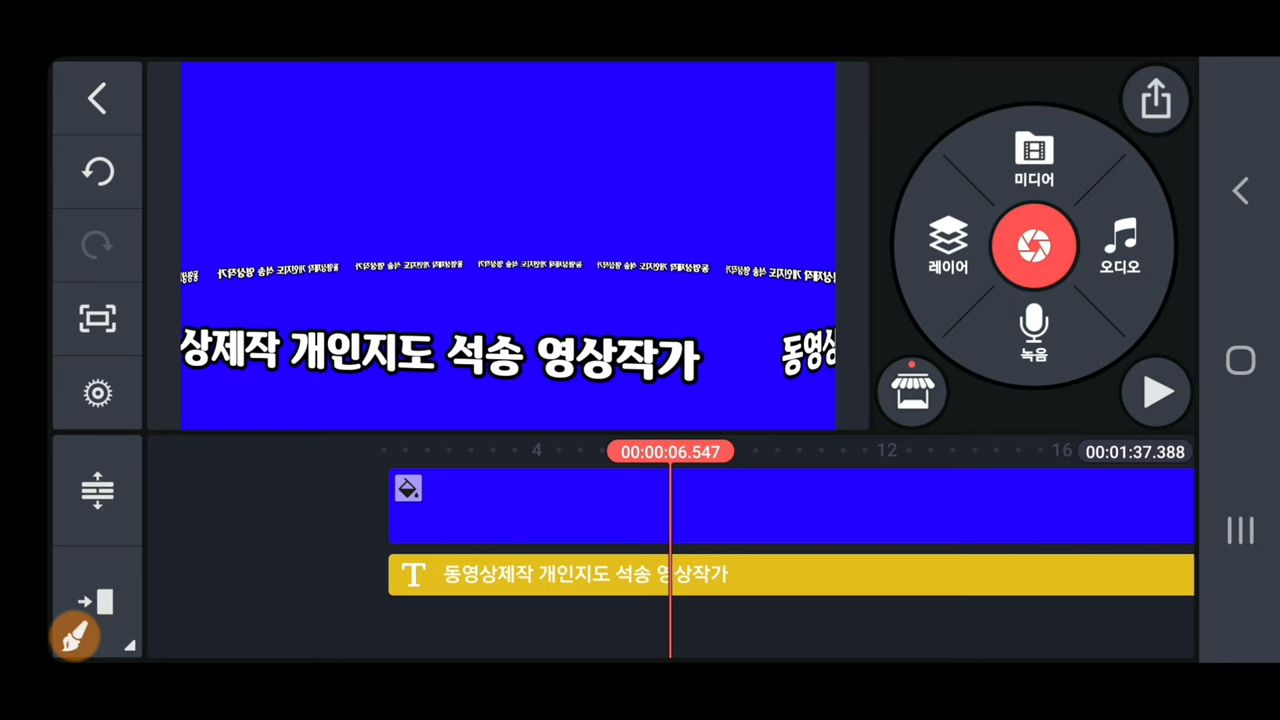 미디어
레이어
오디오
녹음
상제작 개인지도 석송 영상작가 동영상
4
00:00:06.547
12
16
00:01:37.388
T 동영상제작 개인지도 석송 영상작가